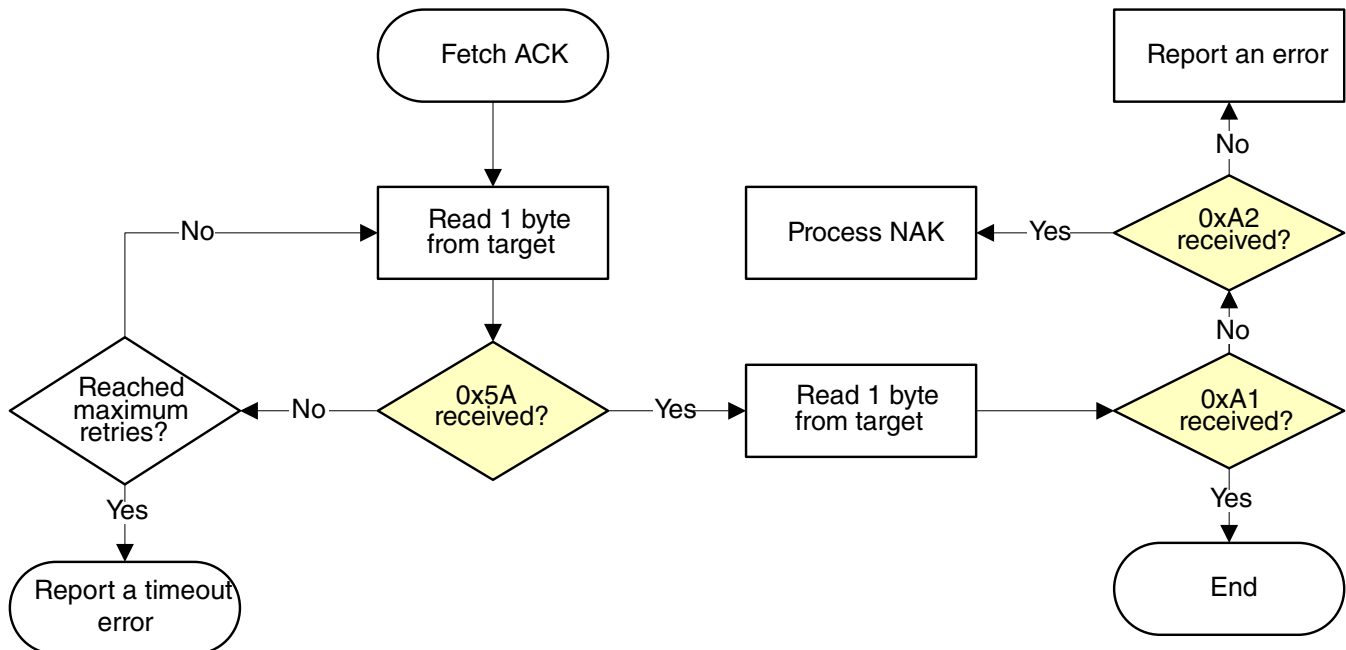 Fetch ACK
Report an error
No
Read 1 byte
from target
No
Process NAK
Yes
0xA2
received?
No
Reached
maximum
retries?
No
0x5A
received?
Yes
Read 1 byte
from target
0xA1
received?
Yes
Yes
Report a timeout
error
End